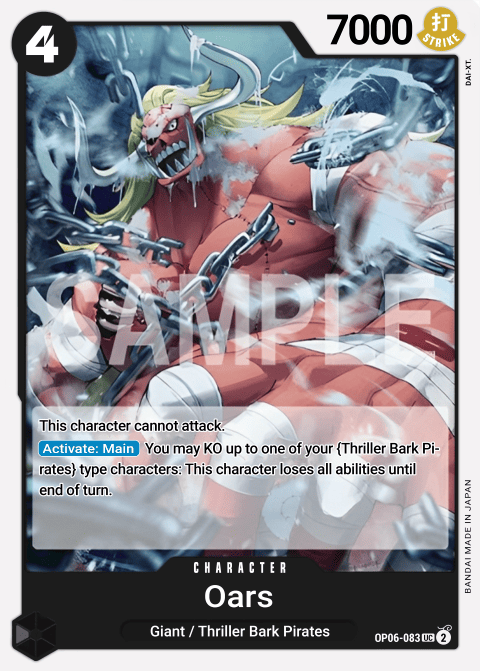 4
7000
打
STRIKE
DAI-XT.
SAMPLE
This character cannot attack.
Activate: Main You may KO up to one of your {Thriller Bark Pi-
rates} type characters: This character loses all abilities until
end of turn.
BANDAI MADE IN JAPAN
CHARACTER
Oars
Giant / Thriller Bark Pirates
OP06-083 UC 2